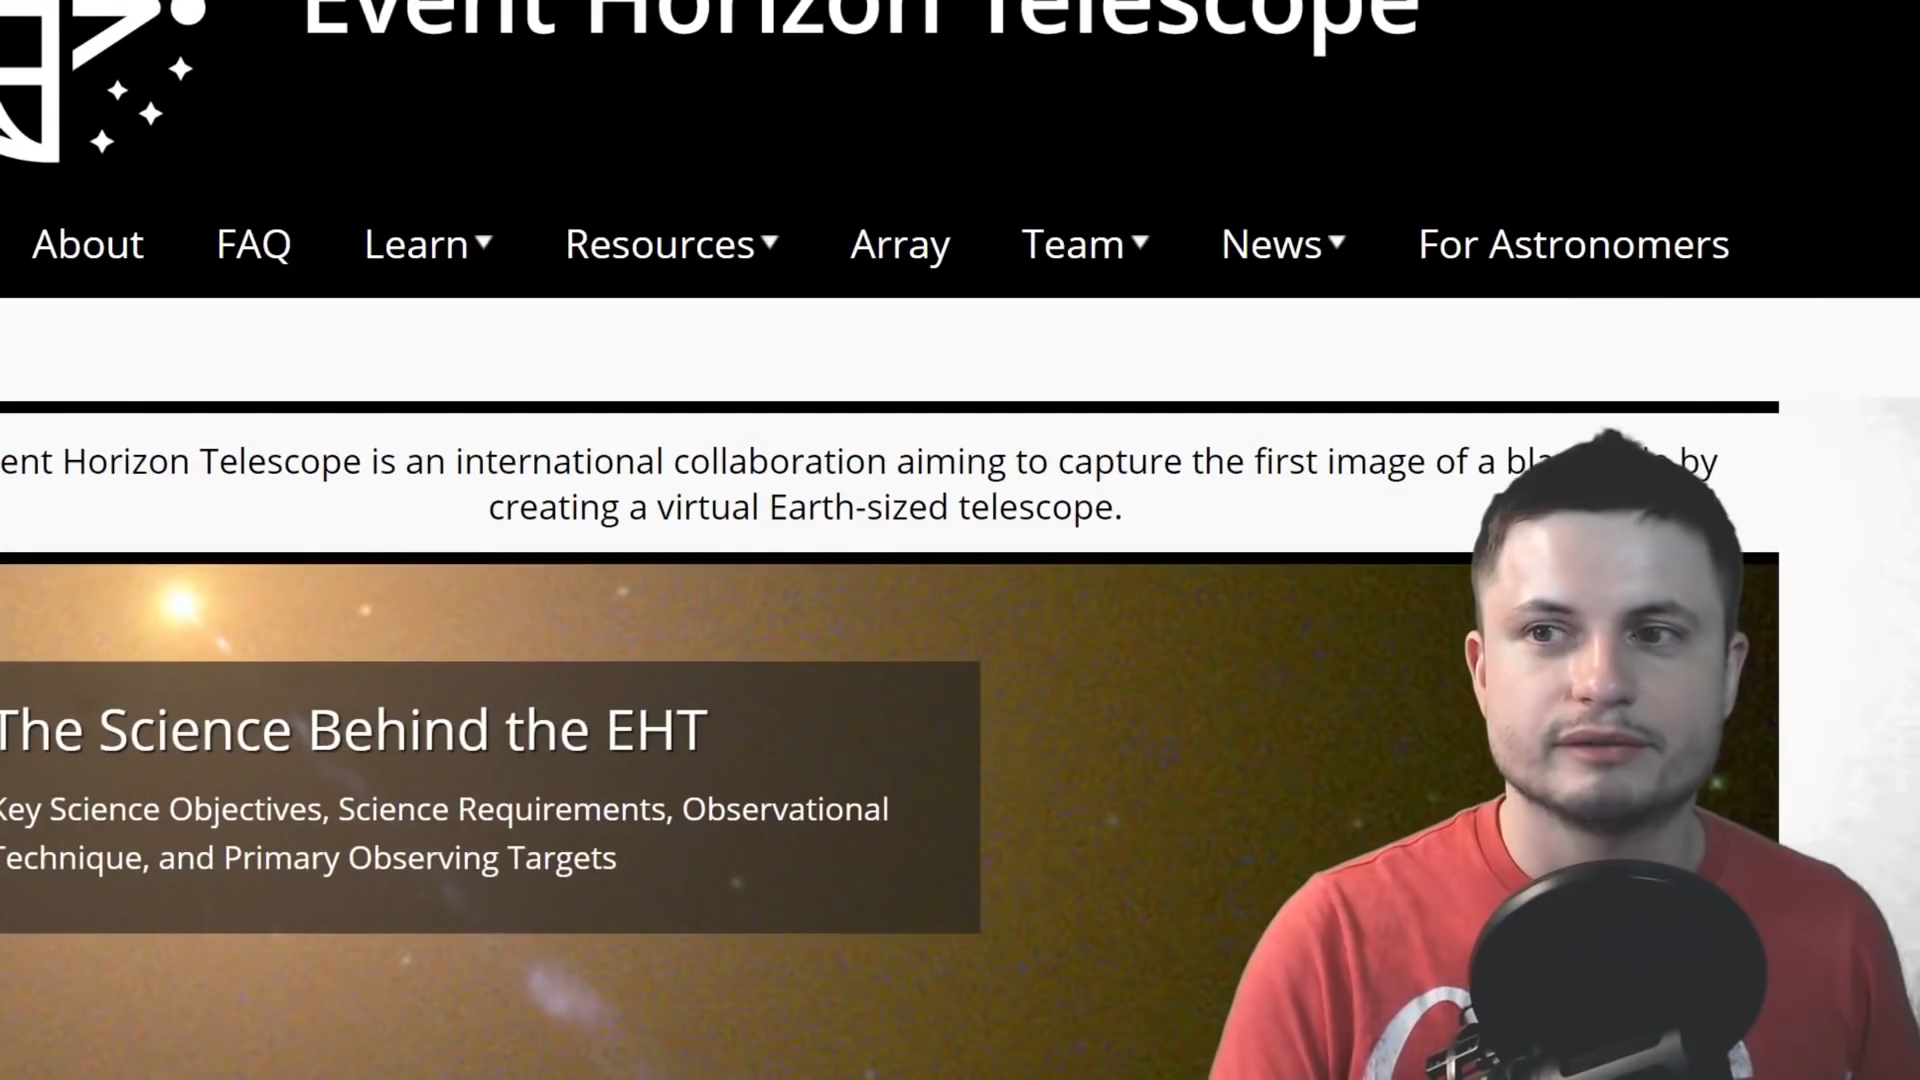 Event Horizon Telescope
About FAQ Learn Resources Array Team News For Astronomers
ent Horizon Telescope is an international collaboration aiming to capture the first image of a by
creating a virtual Earth-sized telescope.
The Science Behind the EHT
Key Science Objectives, Science Requirements, Observational
Technique, and Primary Observing Targets